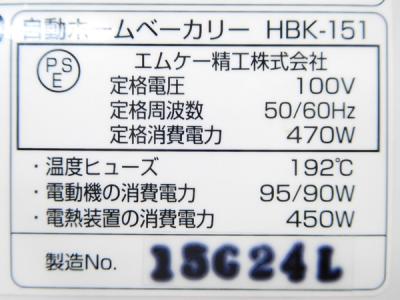 自動ホームベーカリー HBK-151
PSE
エムケー精工株式会社
定格電圧 100V
定格周波数 50/60Hz
定格消費電力 470W
・温度ヒューズ 192℃
・電動機の消費電力 95/90W
・電熱装置の消費電力 450W
製造No. 15G24L